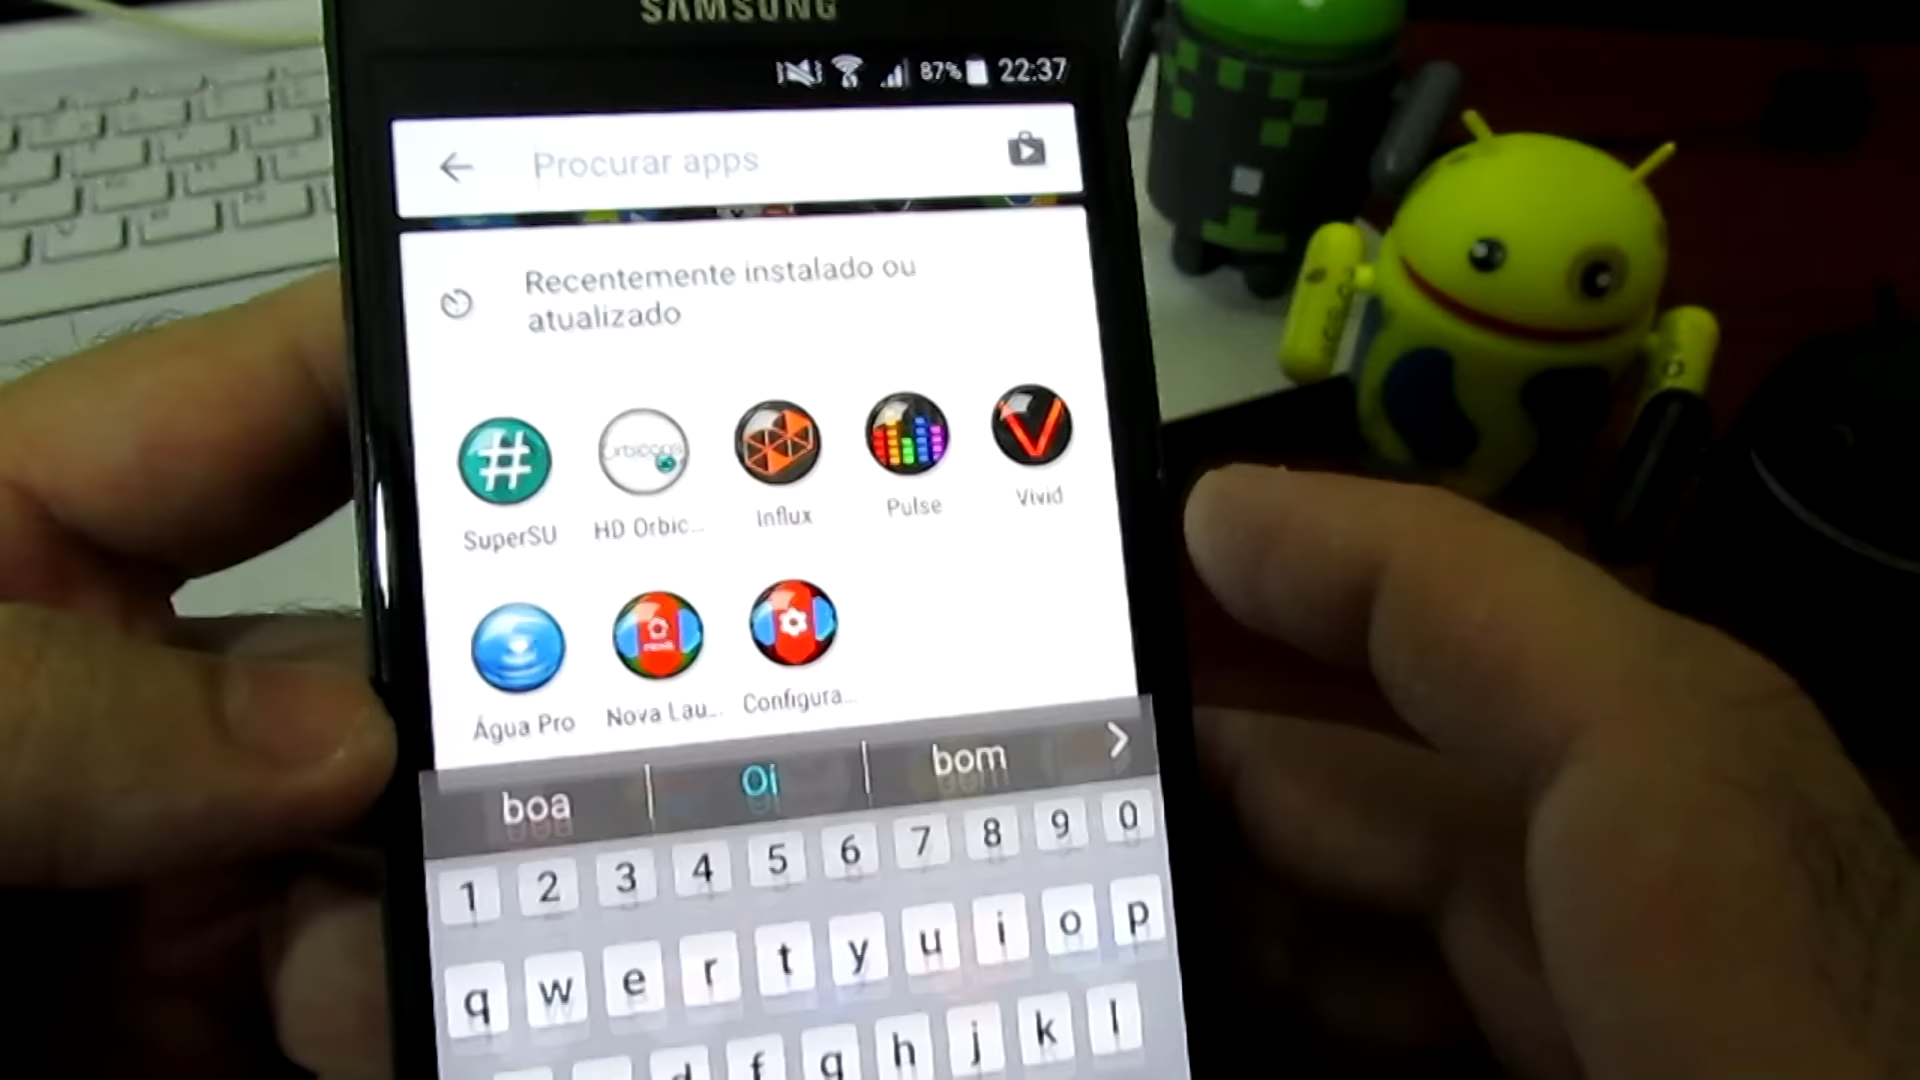 SAMSUNG
87% 22:37
Procurar apps
Recentemente instalado ou
atualizado
SuperSU HD Orbic... Influx Pulse Vivid
Água Pro Nova Lau... Configura...
boa Oi bom
1 2 3 4 5 6 7 8 9 0
q w e r t y u i o p
d f g h j k l